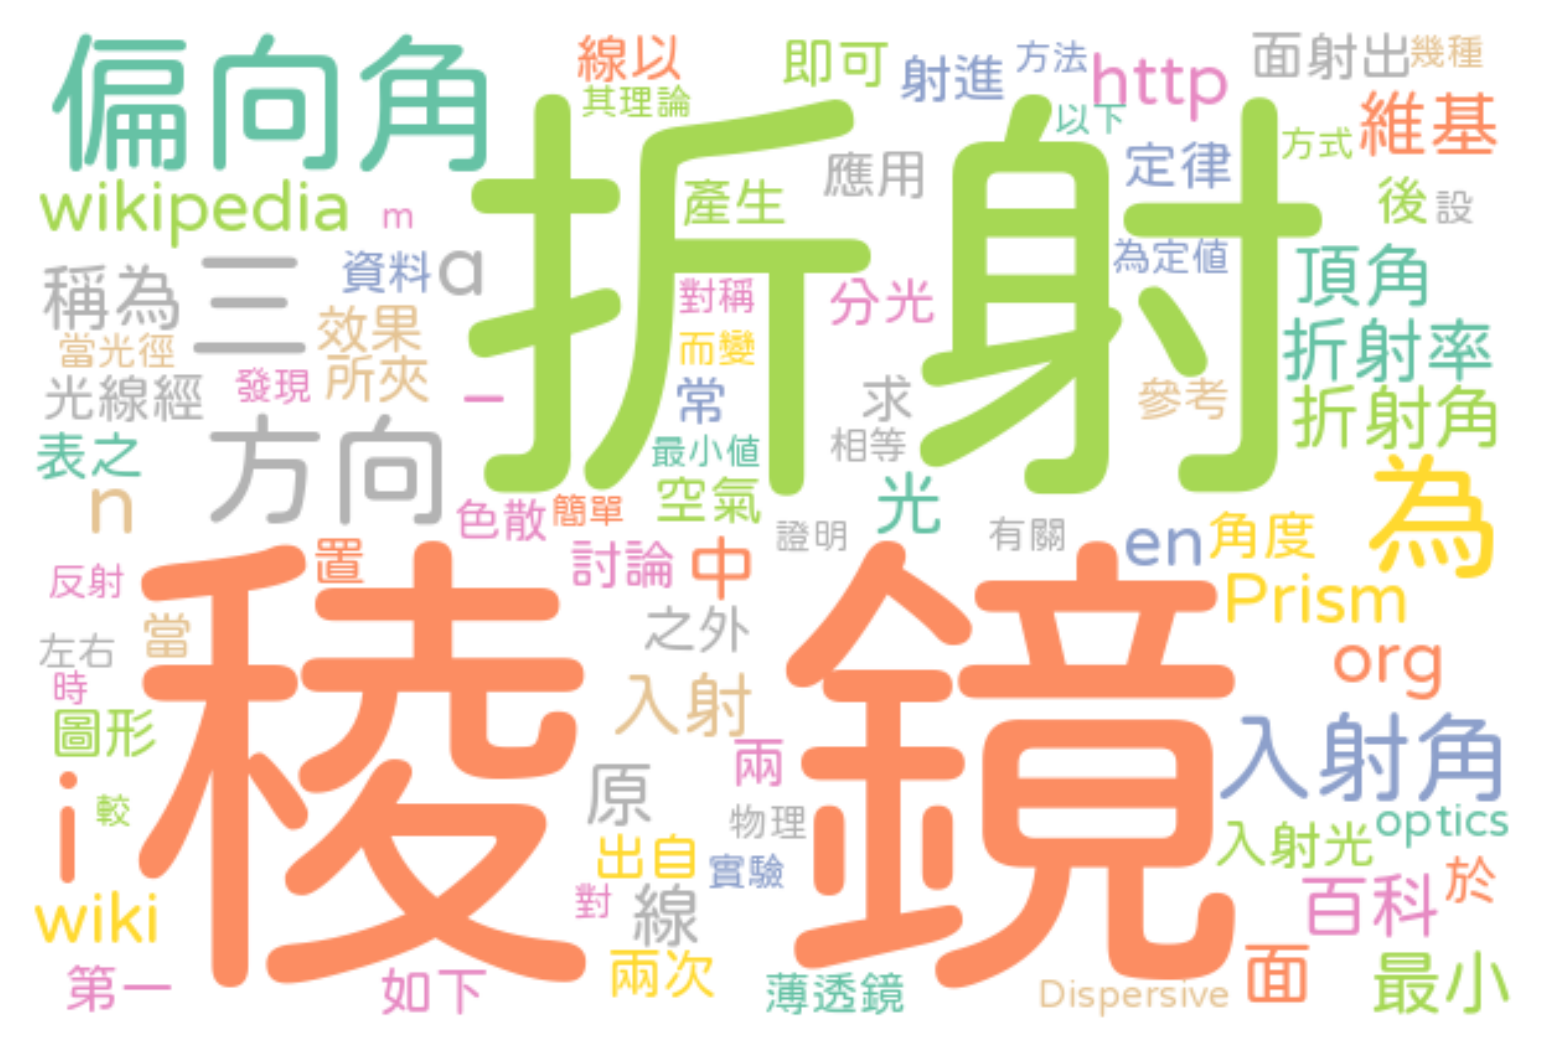 偏向角
線以
其理論
即可
射進
方法
http
面射出
幾種
以下
維基
方式
定律
折射
應用
產生
wikipedia
m
後
設
稱為
三
資料
a
為定值
頂角
對稱
分光
效果
當光徑
而變
折射率
光線經
發現
所夾
一
常
求
參考
折射角
表之
方向
最小值
相等
n
空氣
光
為
色散
簡單
證明
有關
en
角度
反射
置
討論
中
Prism
稜鏡
左右
當
之外
org
時
圖形
入射
入射角
i
較
原
兩
物理
optics
入射光
出自
實驗
wiki
對
線
百科
於
第一
如下
兩次
薄透鏡
Dispersive
面
最小